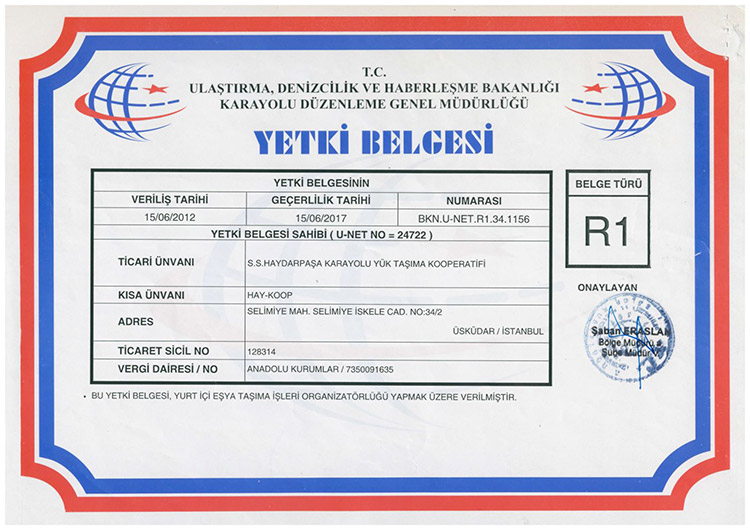 T.C.
ULAŞTIRMA, DENİZCİLİK VE HABERLEŞME BAKANLIĞI
KARAYOLU DÜZENLEME GENEL MÜDÜRLÜĞÜ
YETKİ BELGESİ
YETKİ BELGESİNİN
VERİLİŞ TARİHİ GEÇERLİLİK TARİHİ NUMARASI
15/06/2012 15/06/2017 BKN.U-NET.R1.34.1156
YETKİ BELGESİ SAHİBİ ( U-NET NO = 24722 )
TİCARİ ÜNVANI S.S.HAYDARPAŞA KARAYOLU YÜK TAŞIMA KOOPERATİFİ
KISA ÜNVANI HAY-KOOP
ADRES SELİMİYE MAH. SELİMİYE İSKELE CAD. NO:34/2
ÜSKÜDAR / İSTANBUL
TİCARET SİCİL NO 128314
VERGİ DAİRESİ / NO ANADOLU KURUMLAR / 7350091635
• BU YETKİ BELGESİ, YURT İÇİ EŞYA TAŞIMA İŞLERİ ORGANİZATÖRLÜĞÜ YAPMAK ÜZERE VERİLMİŞTİR.
BELGE TÜRÜ
R1
ONAYLAYAN
Şaban ERASLAN
Bölge Müdürü a.
Şube Müdür V.